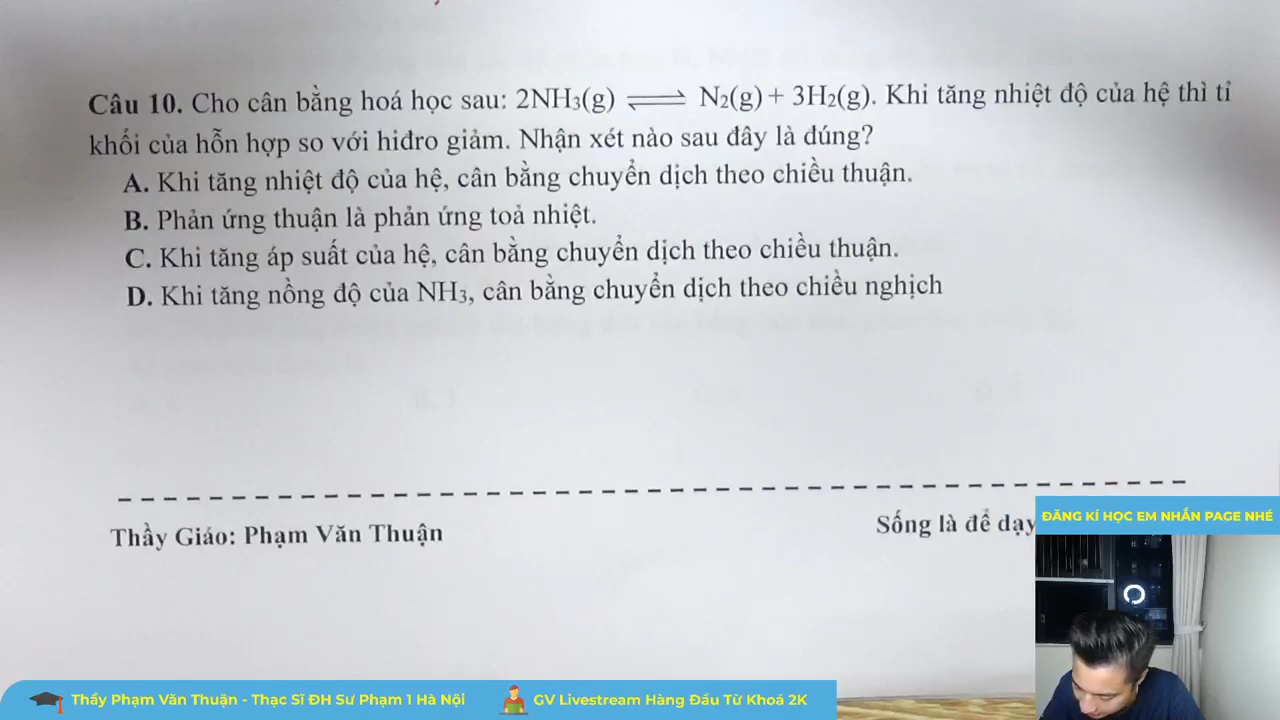 Câu 10. Cho cân bằng hoá học sau: 2NH₃(g) ⇌ N₂(g) + 3H₂(g). Khi tăng nhiệt độ của hệ thì tỉ
khối của hỗn hợp so với hiđro giảm. Nhận xét nào sau đây là đúng?
A. Khi tăng nhiệt độ của hệ, cân bằng chuyển dịch theo chiều thuận.
B. Phản ứng thuận là phản ứng toả nhiệt.
C. Khi tăng áp suất của hệ, cân bằng chuyển dịch theo chiều thuận.
D. Khi tăng nồng độ của NH₃, cân bằng chuyển dịch theo chiều nghịch
Thầy Giáo: Phạm Văn Thuận
Sống là để dạy
ĐĂNG KÍ HỌC EM NHẮN PAGE NHÉ
Thầy Phạm Văn Thuận - Thạc Sĩ ĐH Sư Phạm 1 Hà Nội
GV Livestream Hàng Đầu Từ Khoá 2K